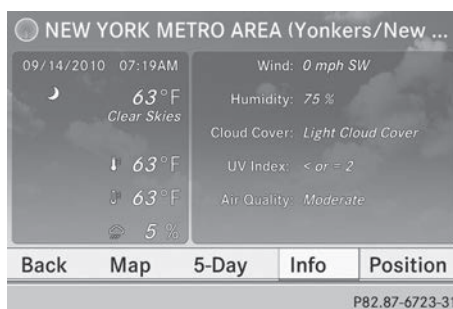 NEW YORK METRO AREA (Yonkers/New ...
09/14/2010 07:19AM
63°F
Clear Skies
63°F
63°F
5 %
Wind: 0 mph SW
Humidity: 75 %
Cloud Cover: Light Cloud Cover
UV Index: < or = 2
Air Quality: Moderate
Back Map 5-Day Info Position
P82.87-6723-31